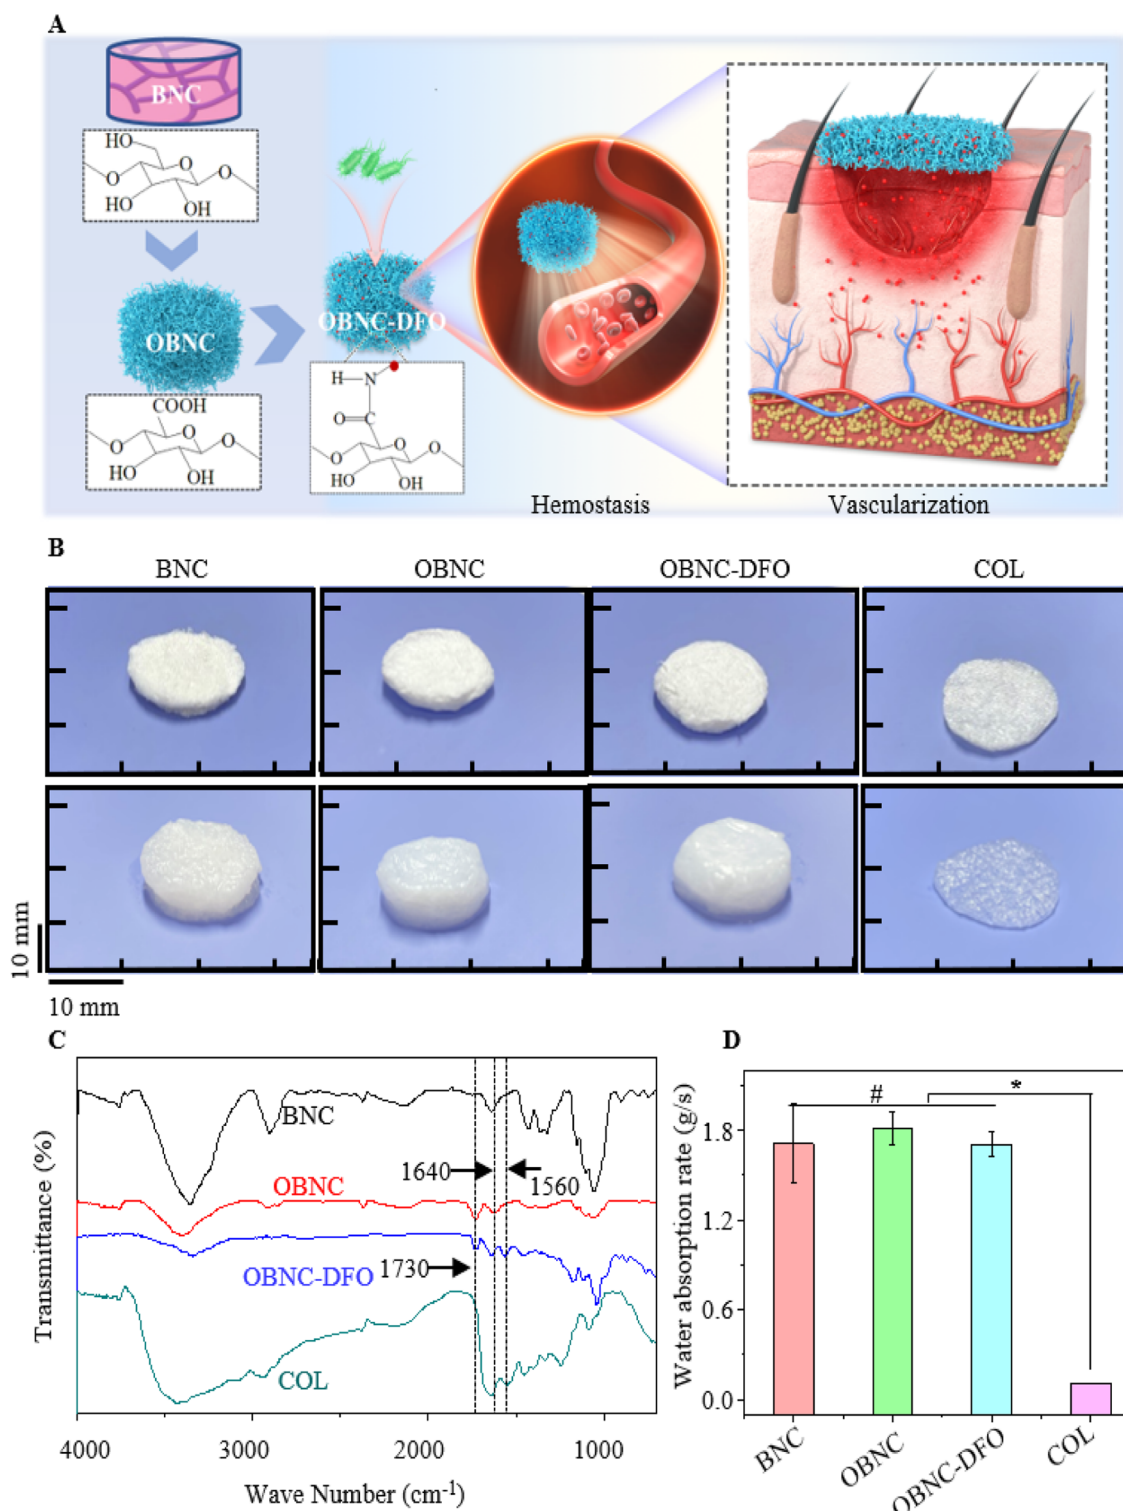 A
BNC
HO
O
O
O
HO
OH
OBNC
COOH
O
O
O
HO
OH
OBNC-DFO
H
N
O
C
O
O
O
HO
OH
Hemostasis
Vascularization
B
BNC
OBNC
OBNC-DFO
COL
10 mm
10 mm
C
BNC
1640
1560
OBNC
1730
OBNC-DFO
COL
Transmittance (%)
4000
3000
2000
1000
Wave Number (cm⁻¹)
D
#
*
Water absorption rate (g/s)
1.8
1.2
0.6
0.0
BNC
OBNC
OBNC-DFO
COL